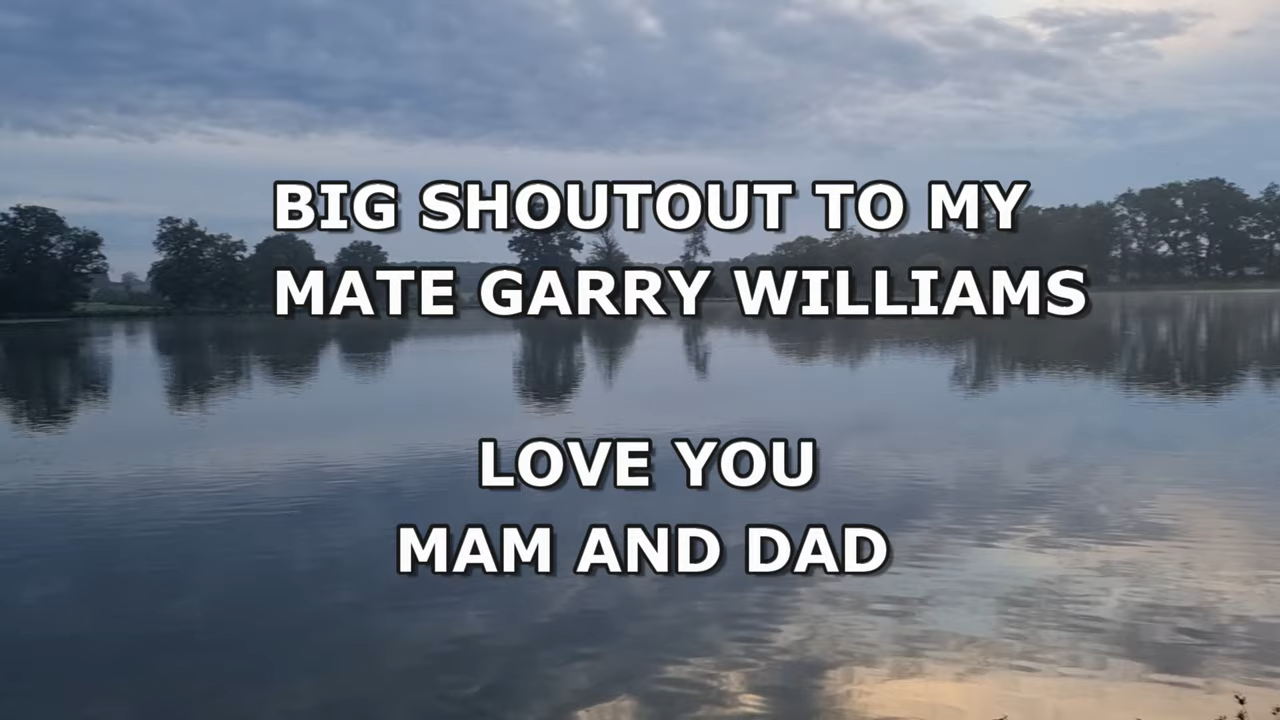 BIG SHOUTOUT TO MY
MATE GARRY WILLIAMS
LOVE YOU
MAM AND DAD